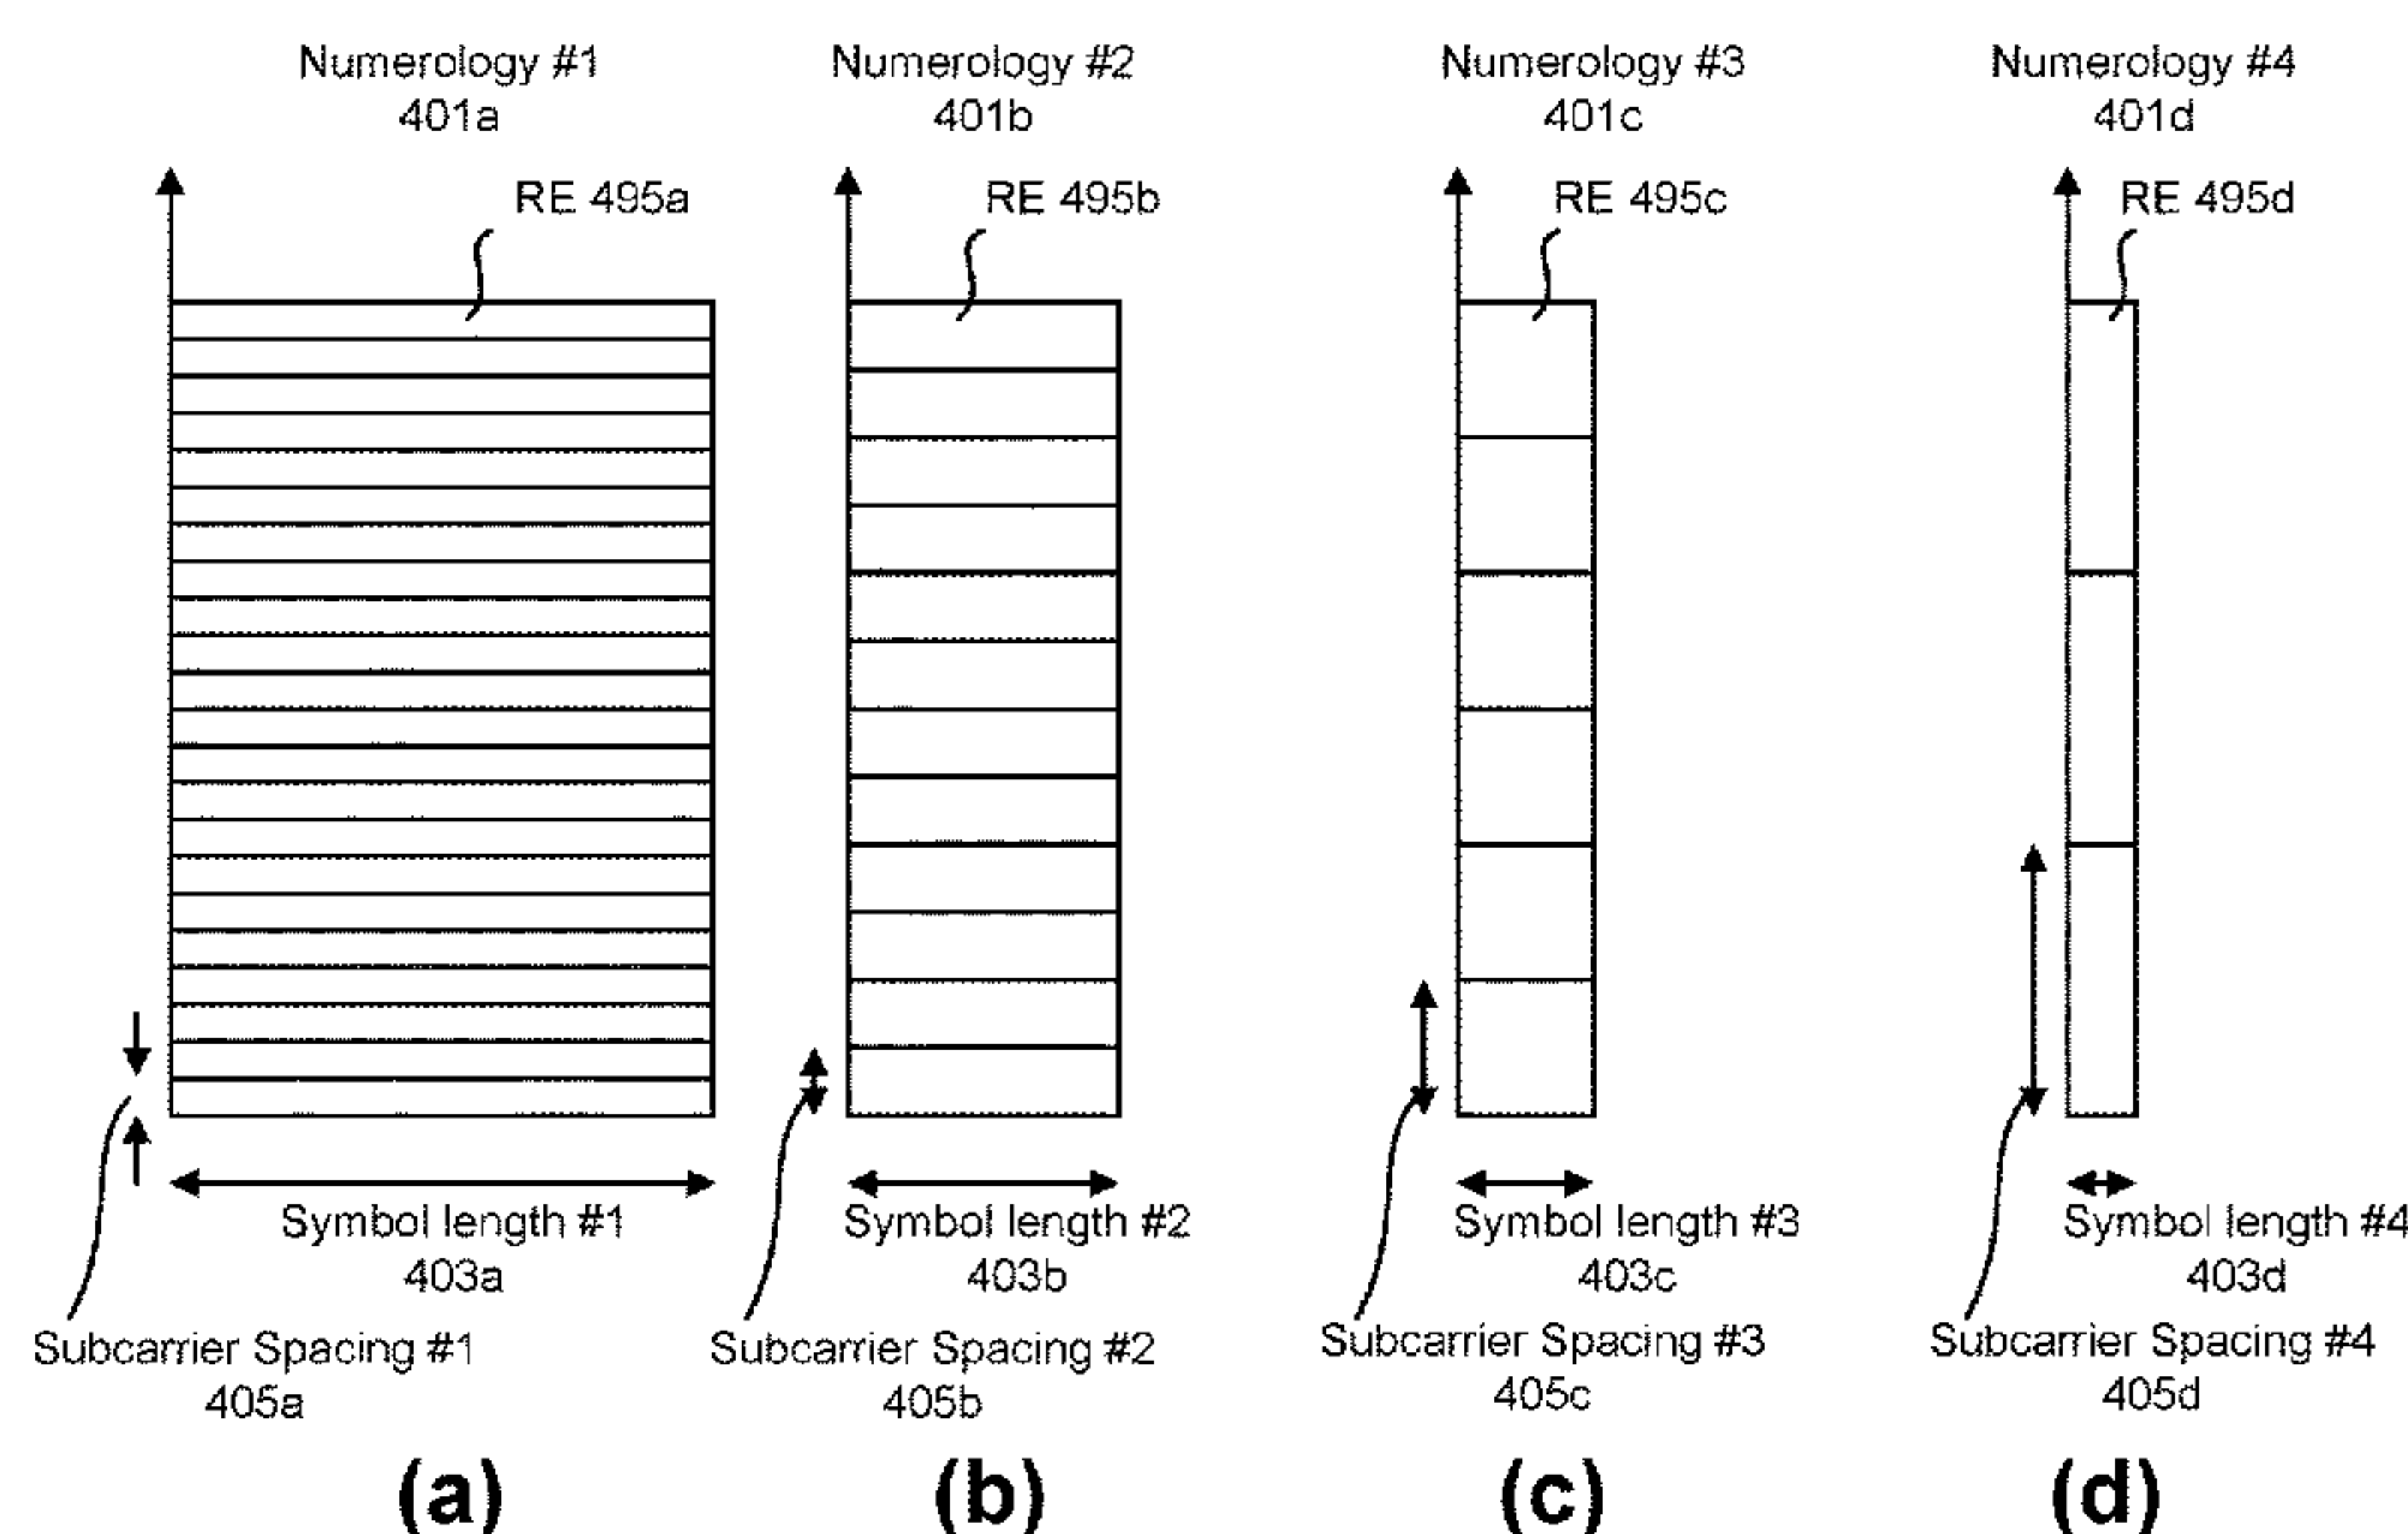 Numerology #1
401a
Numerology #2
401b
Numerology #3
401c
Numerology #4
401d
RE 495a
RE 495b
RE 495c
RE 495d
Symbol length #1
403a
Symbol length #2
403b
Symbol length #3
403c
Symbol length #4
403d
Subcarrier Spacing #1
405a
Subcarrier Spacing #2
405b
Subcarrier Spacing #3
405c
Subcarrier Spacing #4
405d
(a)
(b)
(c)
(d)